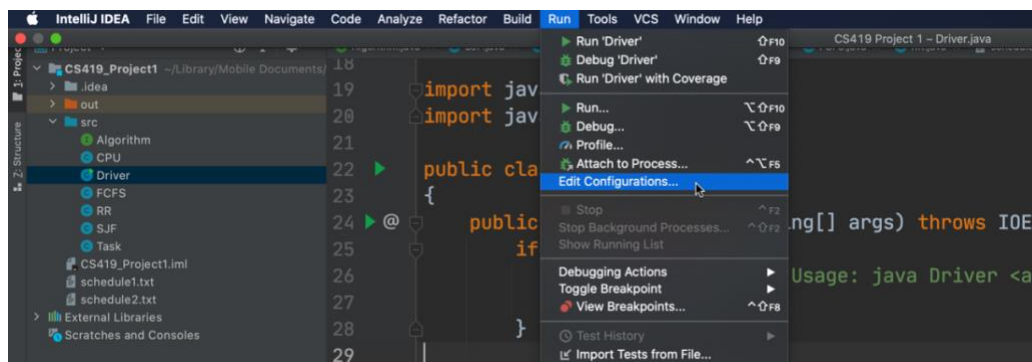 IntelliJ IDEA File Edit View Navigate Code Analyze Refactor Build Run Tools VCS Window Help
CS419 Project 1 – Driver.java
1: Project
Z: Structure
CS419_Project1 ~/Library/Mobile Documents/
.idea
out
src
Algorithm
CPU
Driver
FCFS
RR
SJF
Task
CS419_Project1.iml
schedule1.txt
schedule2.txt
External Libraries
Scratches and Consoles
18
19 import jav
20 import jav
21
22 public cla
23 {
24 @ public ng[] args) throws IOE
25 if
26 Usage: java Driver <a
27
28 }
29
Run 'Driver' ⇧F10
Debug 'Driver' ⇧F9
Run 'Driver' with Coverage
Run... ⌥⇧F10
Debug... ⌥⇧F9
Profile...
Attach to Process... ^⌥F5
Edit Configurations...
Stop ^F2
Stop Background Processes... ^⇧F2
Show Running List
Debugging Actions
Toggle Breakpoint
View Breakpoints... ^⇧F8
Test History
Import Tests from File...